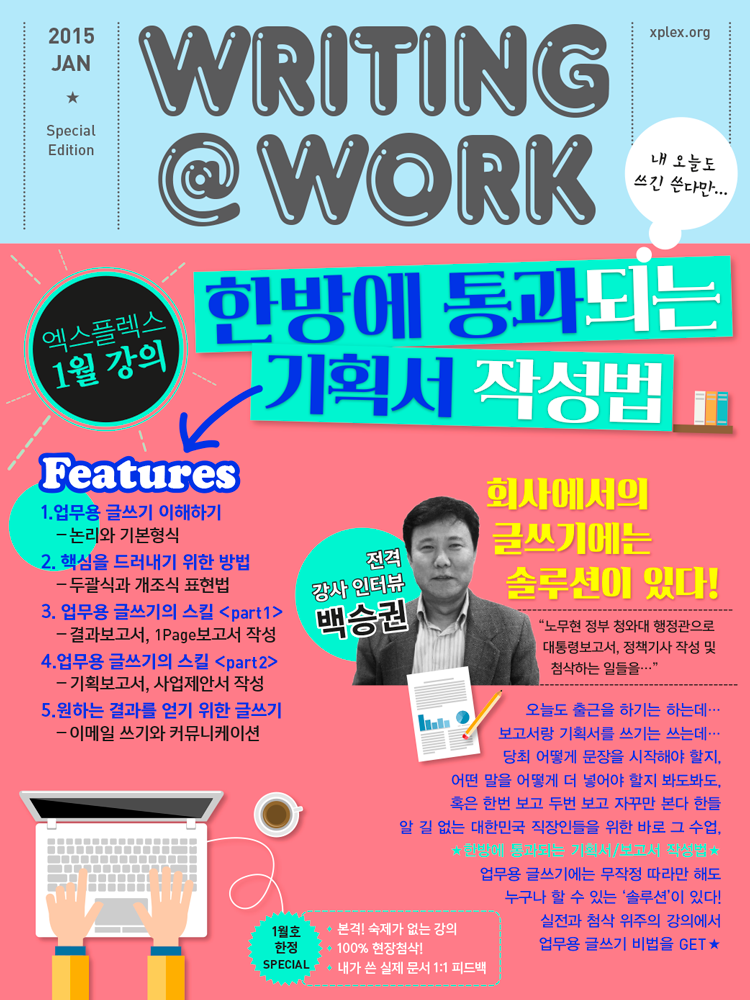 2015
JAN
★
Special
Edition
WRITING
@ WORK
xplex.org
내 오늘도
쓰긴 쓴다만...
엑스플렉스
1월 강의
한방에 통과되는
기획서 작성법
Features
1.업무용 글쓰기 이해하기
– 논리와 기본형식
2. 핵심을 드러내기 위한 방법
– 두괄식과 개조식 표현법
3. 업무용 글쓰기의 스킬 <part1>
– 결과보고서, 1Page보고서 작성
4.업무용 글쓰기의 스킬 <part2>
– 기획보고서, 사업제안서 작성
5.원하는 결과를 얻기 위한 글쓰기
– 이메일 쓰기와 커뮤니케이션
회사에서의
글쓰기에는
솔루션이 있다!
전격
강사 인터뷰
백승권
“노무현 정부 청와대 행정관으로
대통령보고서, 정책기사 작성 및
첨삭하는 일들을…”
오늘도 출근을 하기는 하는데…
보고서랑 기획서를 쓰기는 쓰는데…
당최 어떻게 문장을 시작해야 할지,
어떤 말을 어떻게 더 넣어야 할지 봐도봐도,
혹은 한번 보고 두번 보고 자꾸만 본다 한들
알 길 없는 대한민국 직장인들을 위한 바로 그 수업,
★한방에 통과되는 기획서/보고서 작성법★
업무용 글쓰기에는 무작정 따라만 해도
누구나 할 수 있는 ‘솔루션’이 있다!
실전과 첨삭 위주의 강의에서
업무용 글쓰기 비법을 GET★
1월호
한정
SPECIAL
• 본격! 숙제가 없는 강의
• 100% 현장첨삭!
• 내가 쓴 실제 문서 1:1 피드백